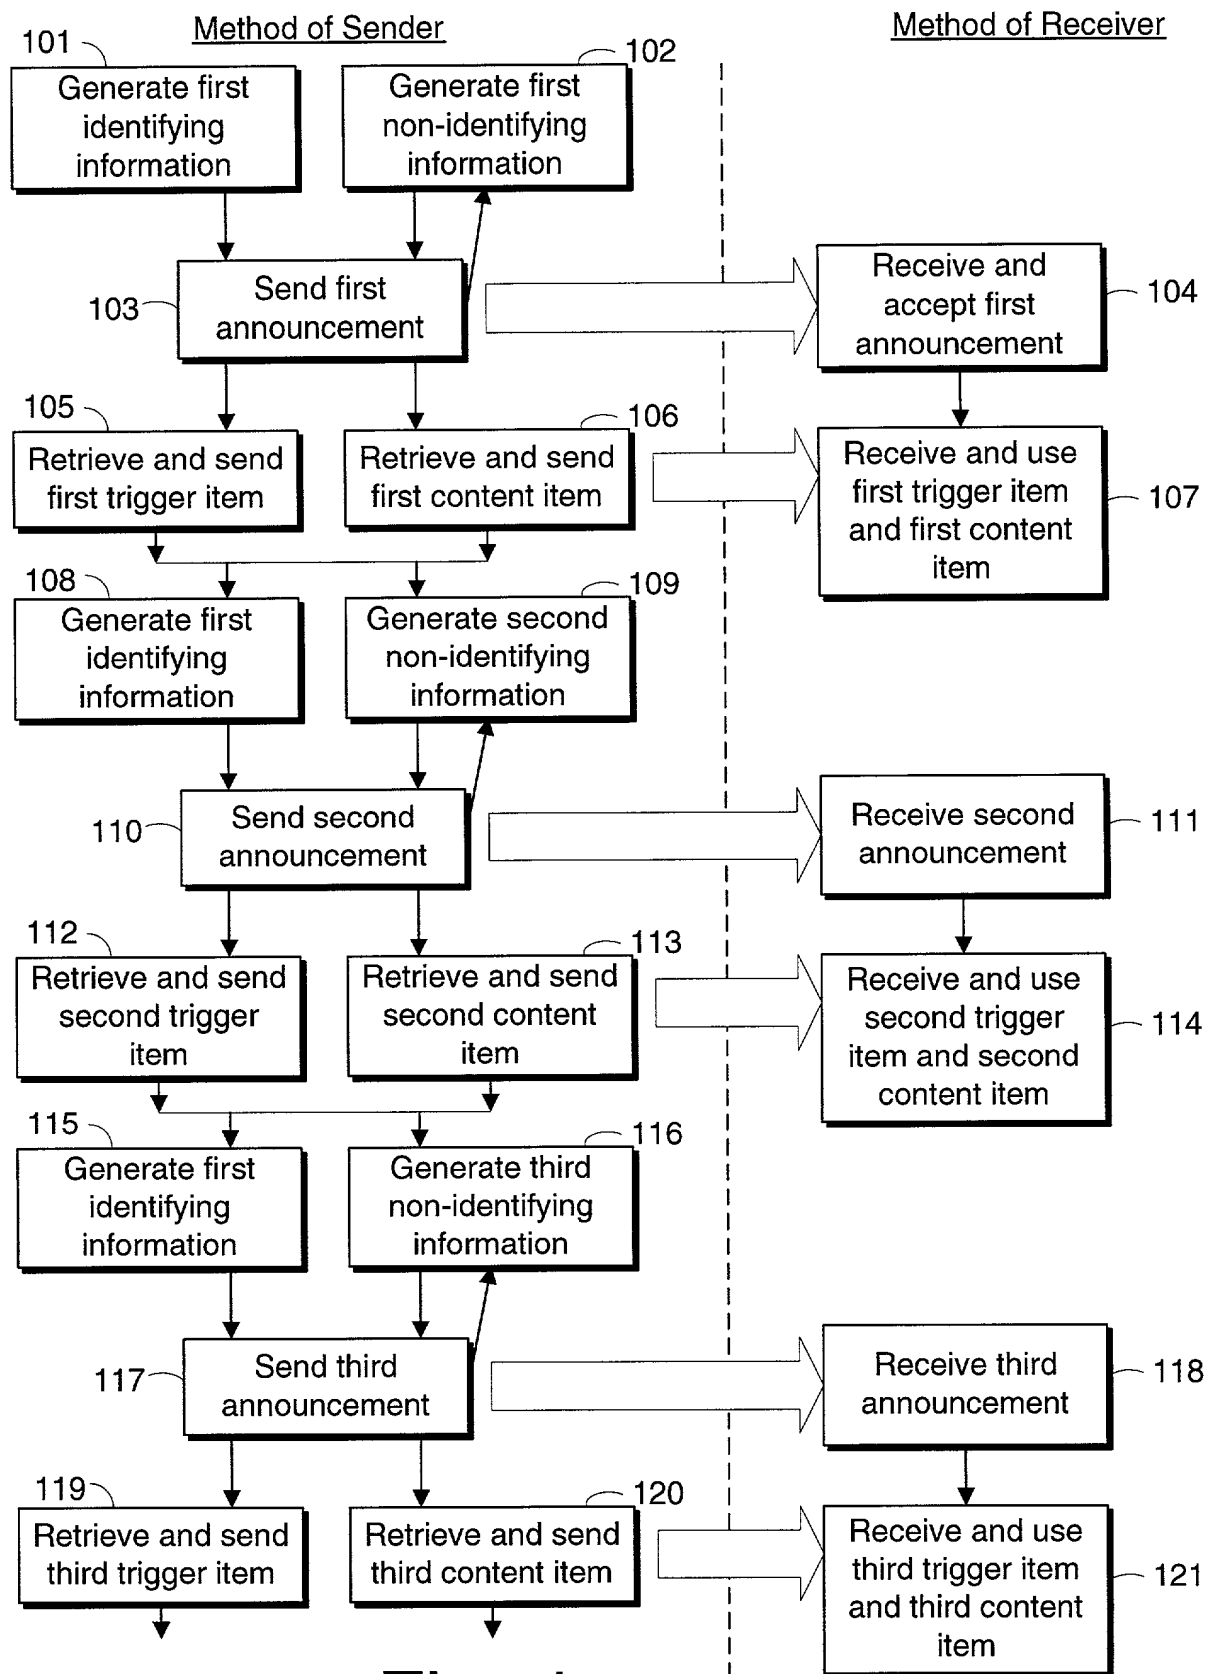 Method of Sender
Method of Receiver
101
102
Generate first
identifying
information
Generate first
non-identifying
information
103
Send first
announcement
Receive and
accept first
announcement
104
105
106
Retrieve and send
first trigger item
Retrieve and send
first content item
Receive and use
first trigger item
and first content
item
107
108
109
Generate first
identifying
information
Generate second
non-identifying
information
110
Send second
announcement
Receive second
announcement
111
112
113
Retrieve and send
second trigger
item
Retrieve and send
second content
item
Receive and use
second trigger
item and second
content item
114
115
116
Generate first
identifying
information
Generate third
non-identifying
information
117
Send third
announcement
Receive third
announcement
118
119
120
Retrieve and send
third trigger item
Retrieve and send
third content item
Receive and use
third trigger item
and third content
item
121